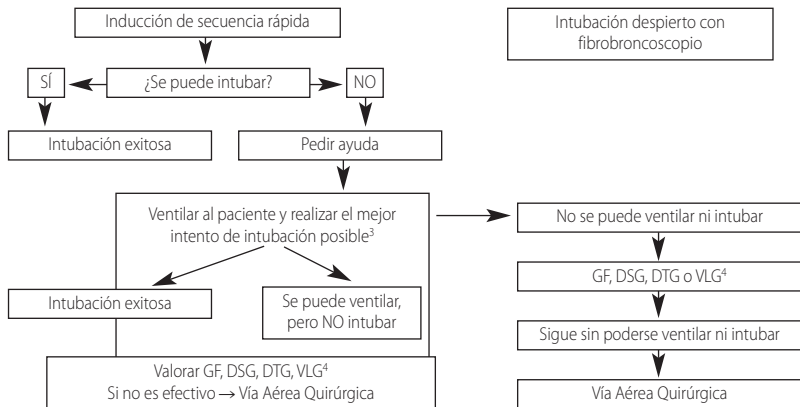 Inducción de secuencia rápida
Intubación despierto con
fibrobroncoscopio
SÍ
¿Se puede intubar?
NO
Intubación exitosa
Pedir ayuda
Ventilar al paciente y realizar el mejor
intento de intubación posible³
No se puede ventilar ni intubar
GF, DSG, DTG o VLG⁴
Intubación exitosa
Se puede ventilar,
pero NO intubar
Sigue sin poderse ventilar ni intubar
Valorar GF, DSG, DTG, VLG⁴
Si no es efectivo → Vía Aérea Quirúrgica
Vía Aérea Quirúrgica